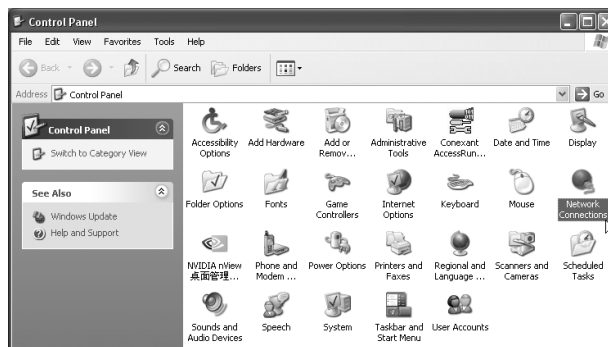 Control Panel
File Edit View Favorites Tools Help
Back Search Folders
Address Control Panel Go
Control Panel
Switch to Category View
See Also
Windows Update
Help and Support
Accessibility Options
Add Hardware
Add or Remov...
Administrative Tools
Conexant AccessRun...
Date and Time
Display
Folder Options
Fonts
Game Controllers
Internet Options
Keyboard
Mouse
Network Connections
NVIDIA nView 桌面管理...
Phone and Modem ...
Power Options
Printers and Faxes
Regional and Language ...
Scanners and Cameras
Scheduled Tasks
Sounds and Audio Devices
Speech
System
Taskbar and Start Menu
User Accounts